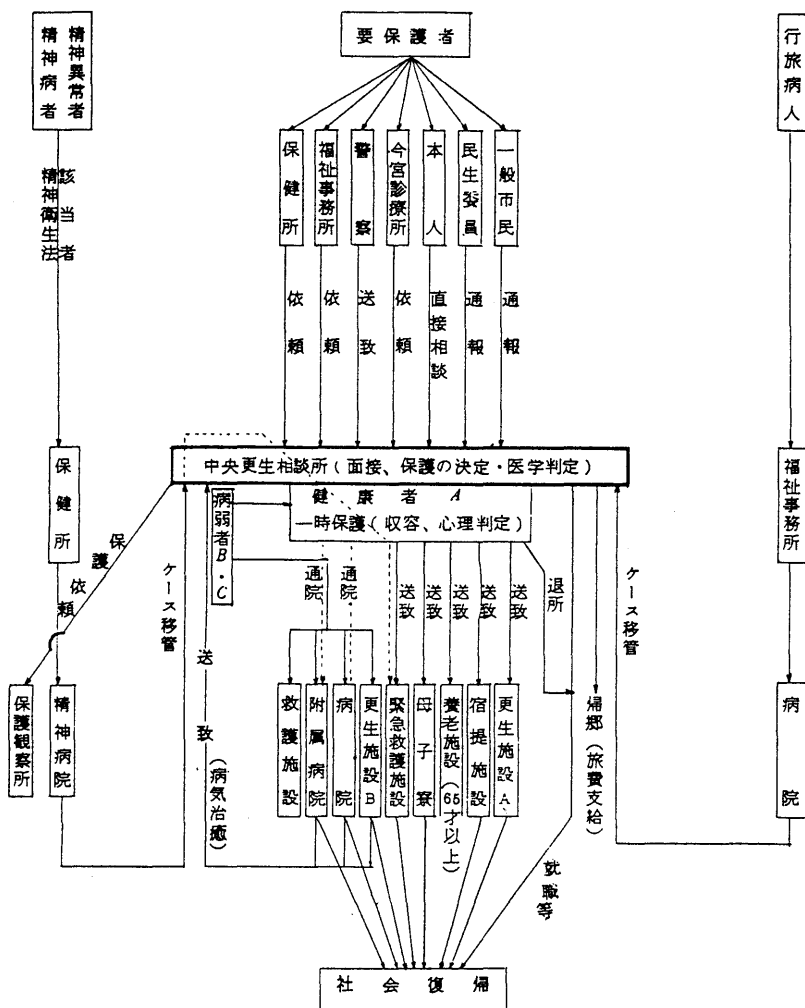 精神異常者
精神病者
要保護者
行旅病人
保健所
福祉事務所
警察
今宮診療所
本人
民生委員
一般市民
該当者
精神衛生法
依頼
依頼
送致
依頼
直接相談
通報
通報
中央更生相談所(面接、保護の決定・医学判定)
保健所
福祉事務所
病弱者B・C
健康者A
一時保護(収容、心理判定)
保護依頼
ケース移管
送致
(病気治癒)
通院
通院
送致
送致
送致
送致
送致
退所
ケース移管
保護観察所
精神病院
救護施設
附属病院
病院
更生施設B
緊急救護施設
母子寮
養老施設(65才以上)
宿提施設
更生施設A
帰郷(旅費支給)
病院
就職等
社会復帰